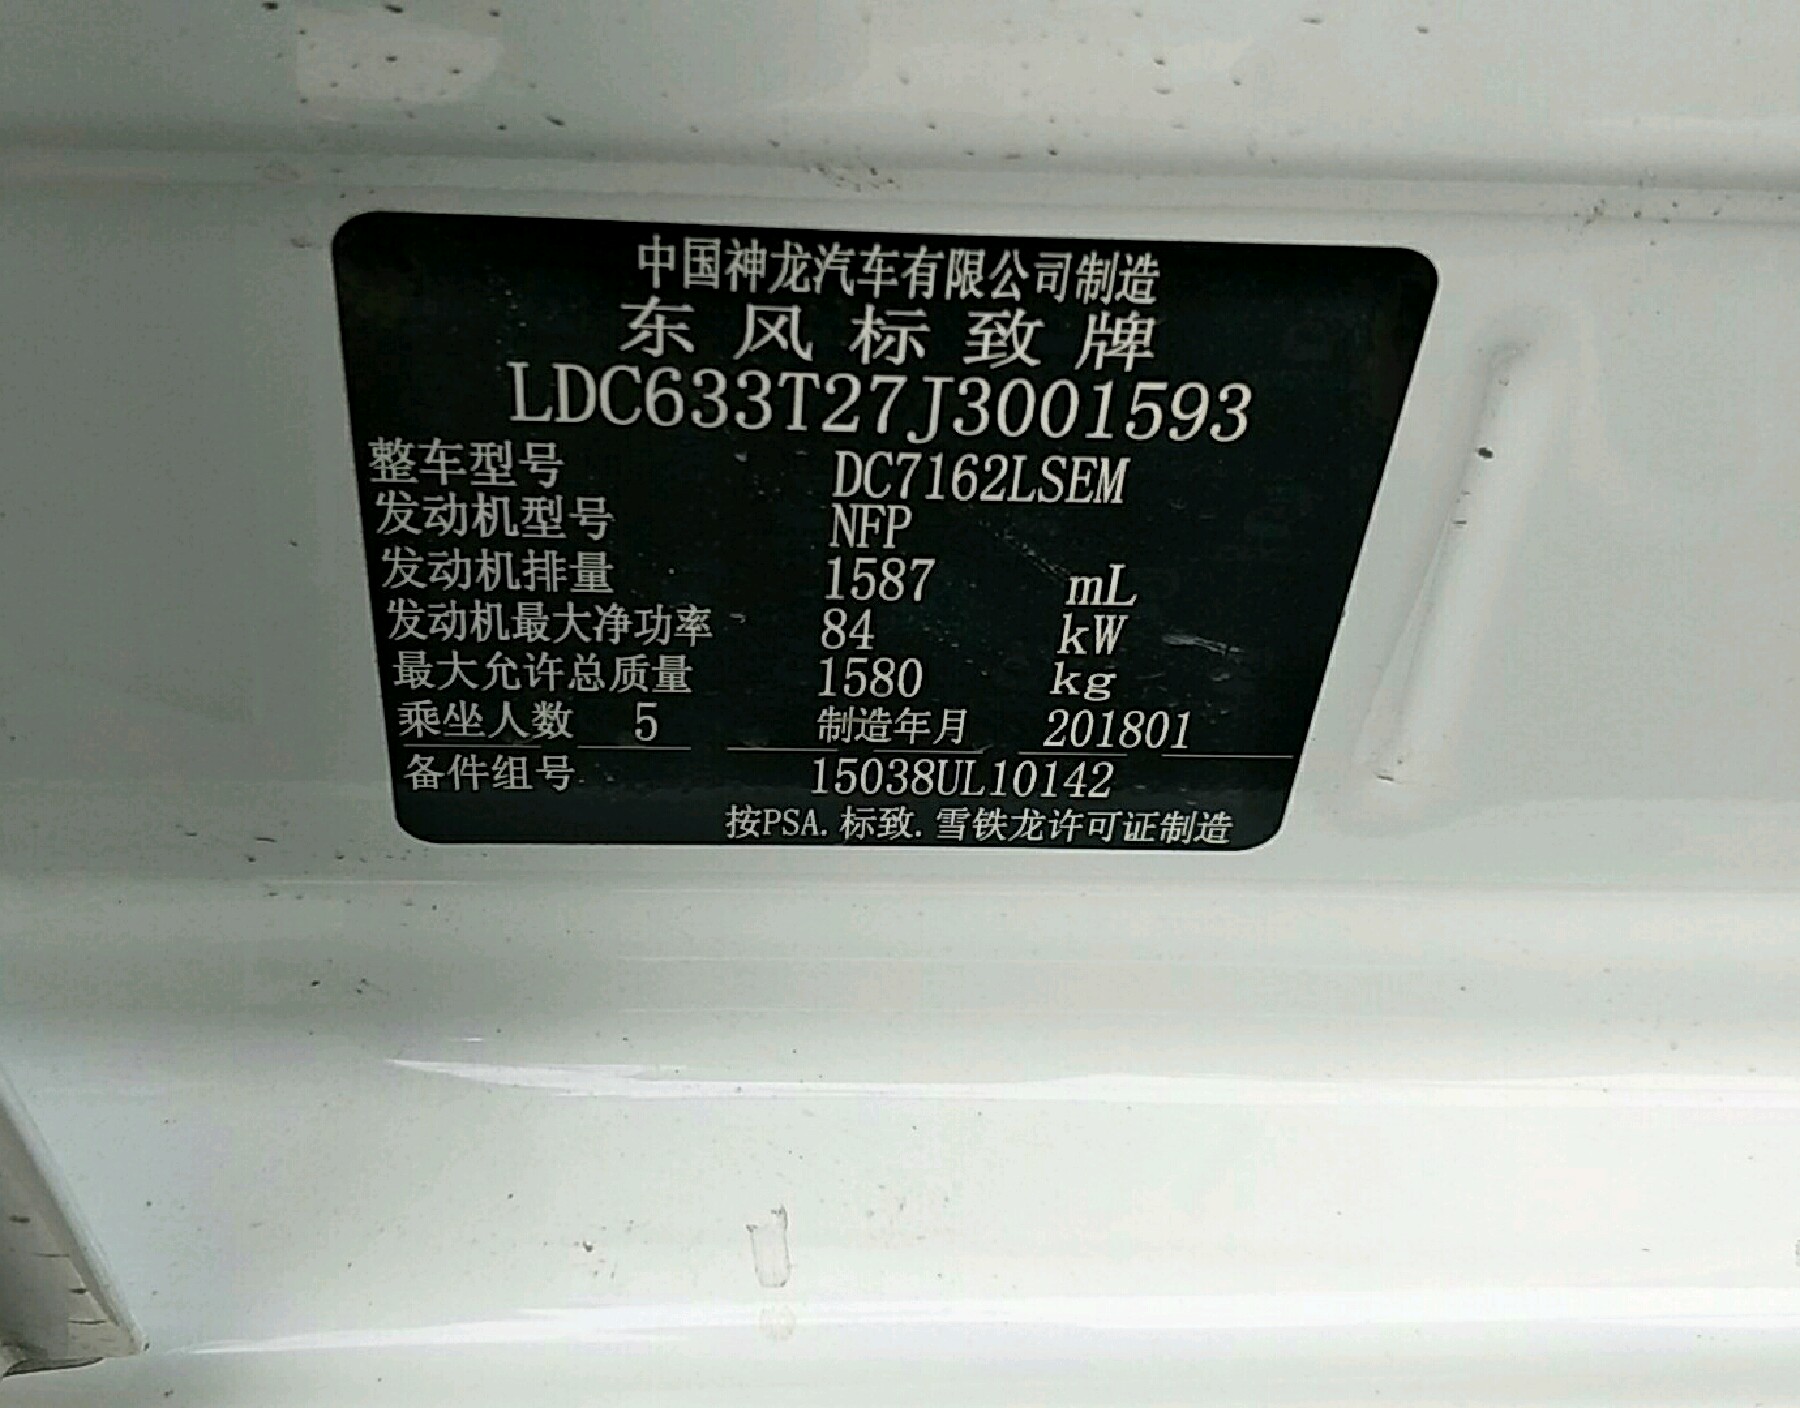 中国神龙汽车有限公司制造
东风标致牌
LDC633T27J3001593
整车型号 DC7162LSEM
发动机型号 NFP
发动机排量 1587 mL
发动机最大净功率 84 kW
最大允许总质量 1580 kg
乘坐人数 5 制造年月 201801
备件组号 15038UL10142
按PSA.标致.雪铁龙许可证制造